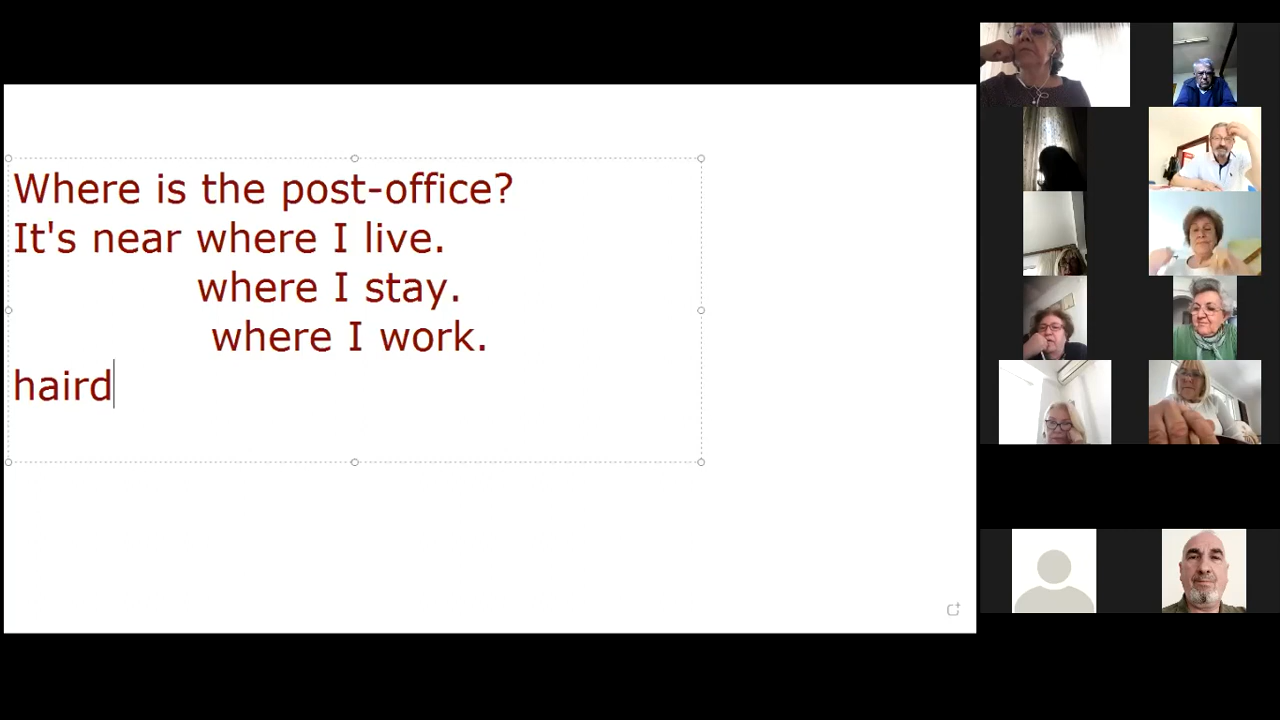 Where is the post-office?
It's near where I live.
where I stay.
where I work.
haird